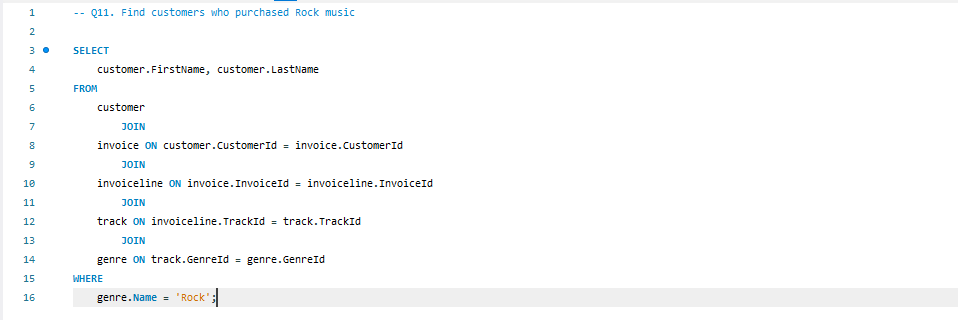 1 -- Q11. Find customers who purchased Rock music
2
3 SELECT
4 customer.FirstName, customer.LastName
5 FROM
6 customer
7 JOIN
8 invoice ON customer.CustomerId = invoice.CustomerId
9 JOIN
10 invoiceline ON invoice.InvoiceId = invoiceline.InvoiceId
11 JOIN
12 track ON invoiceline.TrackId = track.TrackId
13 JOIN
14 genre ON track.GenreId = genre.GenreId
15 WHERE
16 genre.Name = 'Rock';